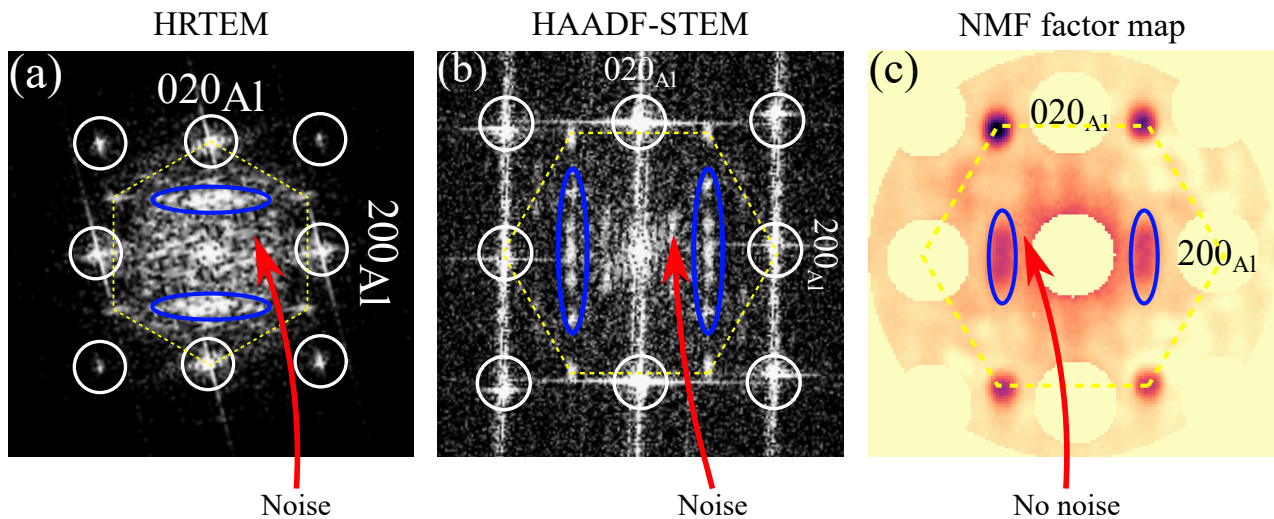 HRTEM
HAADF-STEM
NMF factor map
(a)
020Al
200Al
(b)
020Al
200Al
(c)
020Al
200Al
Noise
Noise
No noise